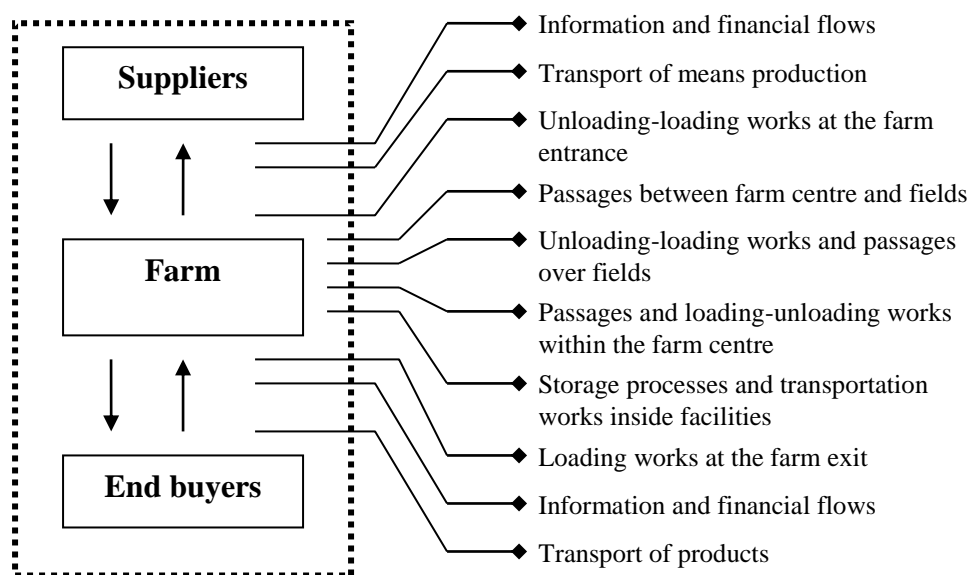 Suppliers
Farm
End buyers
Information and financial flows
Transport of means production
Unloading-loading works at the farm
entrance
Passages between farm centre and fields
Unloading-loading works and passages
over fields
Passages and loading-unloading works
within the farm centre
Storage processes and transportation
works inside facilities
Loading works at the farm exit
Information and financial flows
Transport of products